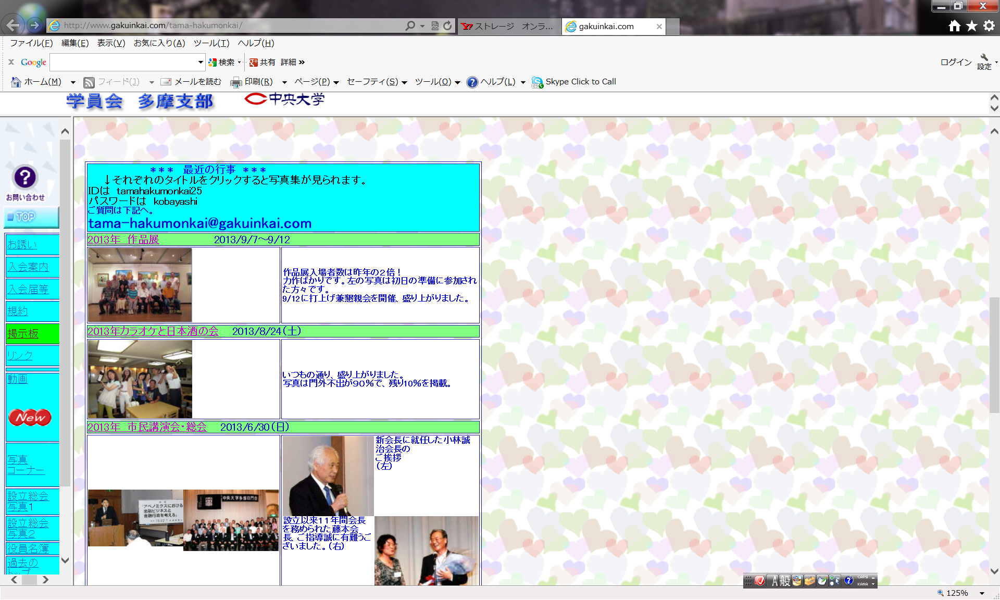 http://www.gakuinkai.com/tama-hakumonkai/
ストレージ　オンラ...
gakuinkai.com
ファイル(F) 編集(E) 表示(V) お気に入り(A) ツール(T) ヘルプ(H)
x Google 検索 共有 詳細 »
ログイン 設定
ホーム(M) フィード(J) メールを読む 印刷(R) ページ(P) セーフティ(S) ツール(O) ヘルプ(L) Skype Click to Call
学員会　多摩支部 中央大学
お問い合わせ
TOP
お誘い
入会案内
入会届等
規約
掲示板
リンク
動画
New
写真
コーナー
設立総会
写真1
設立総会
写真2
役員名簿
過去の
トップ
＊＊＊　最近の行事　＊＊＊
↓それぞれのタイトルをクリックすると写真集が見られます。
IDは　tamahakumonkai25
パスワードは　kobayashi
ご質問は下記へ。
tama-hakumonkai@gakuinkai.com
2013年　作品展 2013/9/7～9/12
作品展入場者数は昨年の２倍！
力作ばかりです。左の写真は初日の準備に参加され
た方々です。
9/12に打上げ兼懇親会を開催、盛り上がりました。
2013年カラオケと日本酒の会 2013/8/24（土）
いつもの通り、盛り上がりました。
写真は門外不出が９０％で、残り10％を掲載。
2013年　市民講演会・総会 2013/6/30（日）
新会長に就任した小林誠
治会長の
ご挨拶
（左）
アベノミクスにおける
金融ビジネスと
金融行政を考える」
中央大学多摩白門会
設立以来１１年間会長
を務められた藤本会
長、ご指導誠に有難うご
ざいました。（右）
A 般 CAPS KANA
125%